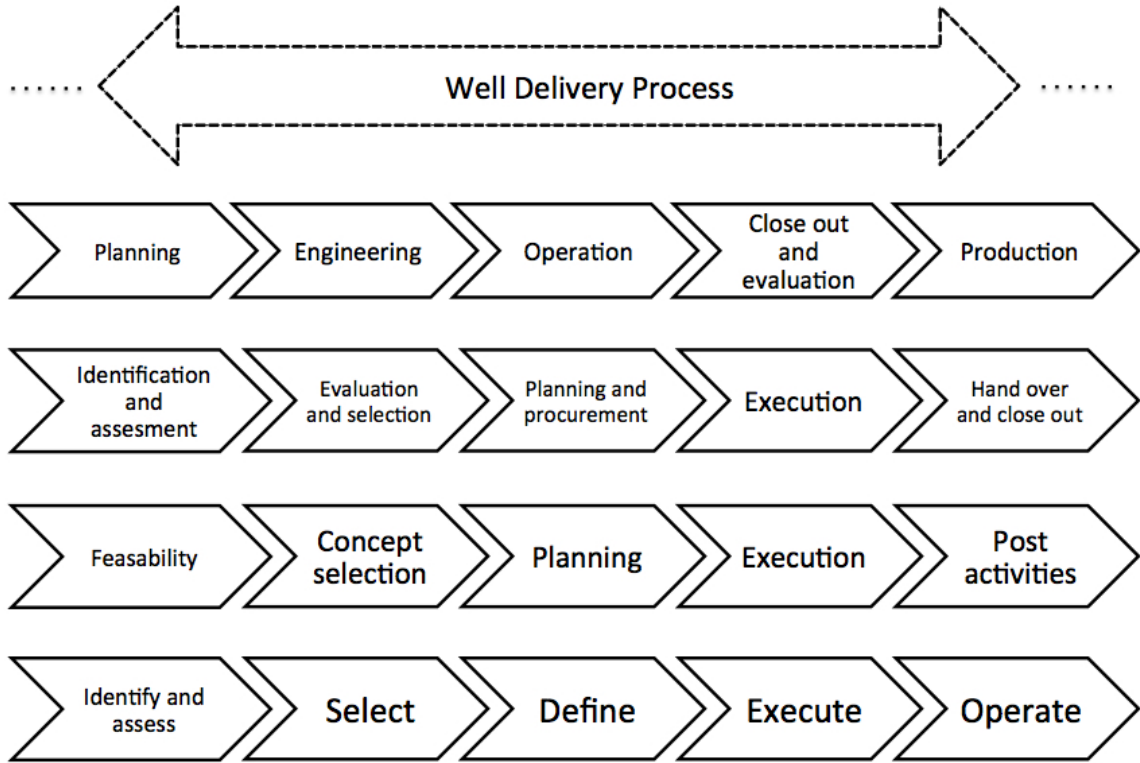 Well Delivery Process
Planning
Engineering
Operation
Close out
and
evaluation
Production
Identification
and
assesment
Evaluation
and selection
Planning and
procurement
Execution
Hand over
and close out
Feasability
Concept
selection
Planning
Execution
Post
activities
Identify and
assess
Select
Define
Execute
Operate